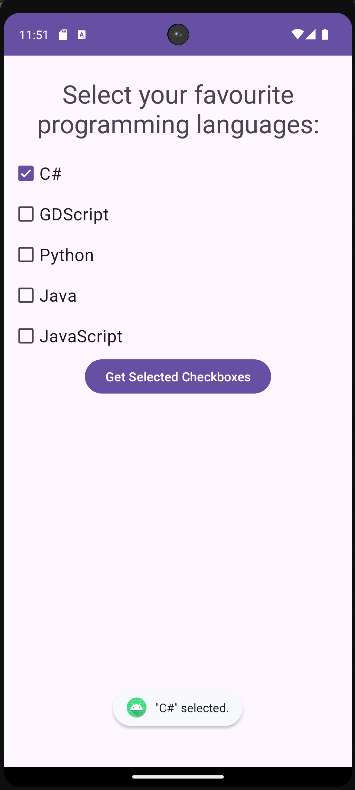 11:51
Select your favourite
programming languages:
C#
GDScript
Python
Java
JavaScript
Get Selected Checkboxes
"C#" selected.